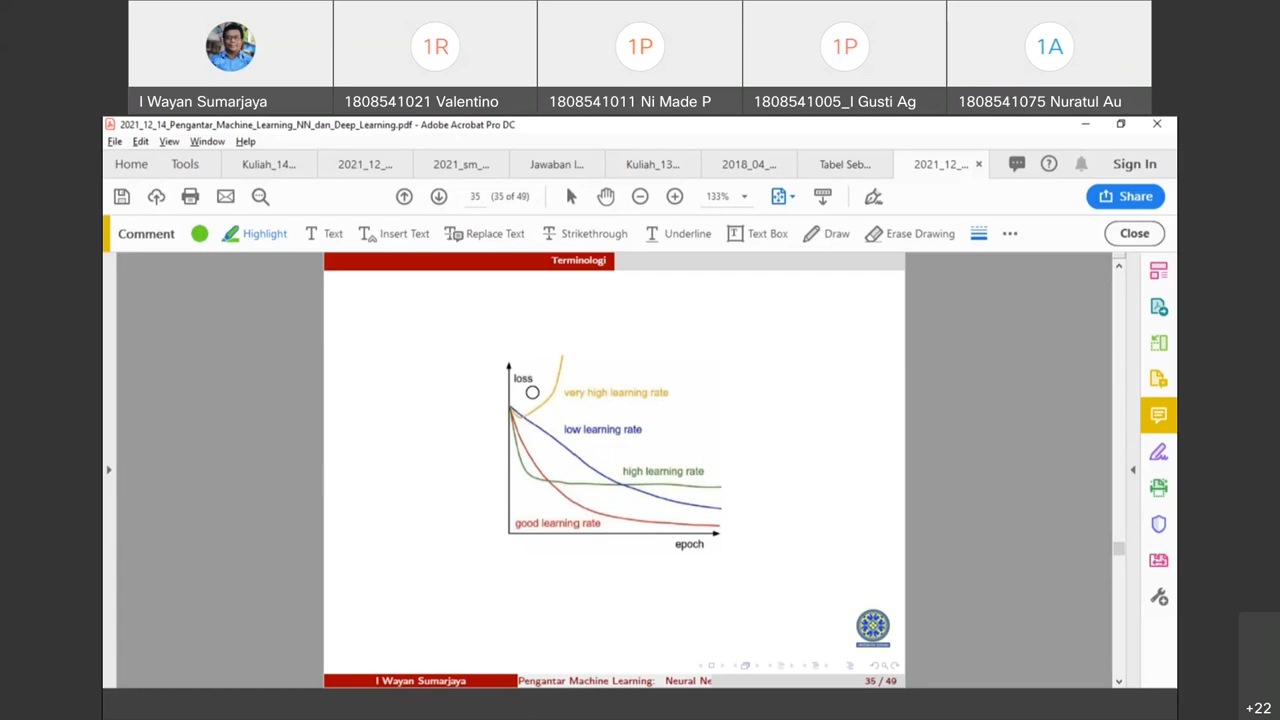 1R
1P
1P
1A
I Wayan Sumarjaya
1808541021 Valentino
1808541011 Ni Made P
1808541005_I Gusti Ag
1808541075 Nuratul Au
2021_12_14_Pengantar_Machine_Learning_NN_dan_Deep_Learning.pdf - Adobe Acrobat Pro DC
File Edit View Window Help
Home Tools Kuliah_14... 2021_12_... 2021_sm_... Jawaban I... Kuliah_13... 2018_04_... Tabel Seb... 2021_12_... × Sign In
35 (35 of 49) 133% Share
Comment Highlight Text Insert Text Replace Text Strikethrough Underline Text Box Draw Erase Drawing Close
Terminologi
loss
very high learning rate
low learning rate
high learning rate
good learning rate
epoch
I Wayan Sumarjaya Pengantar Machine Learning: Neural Ne 35 / 49
+22